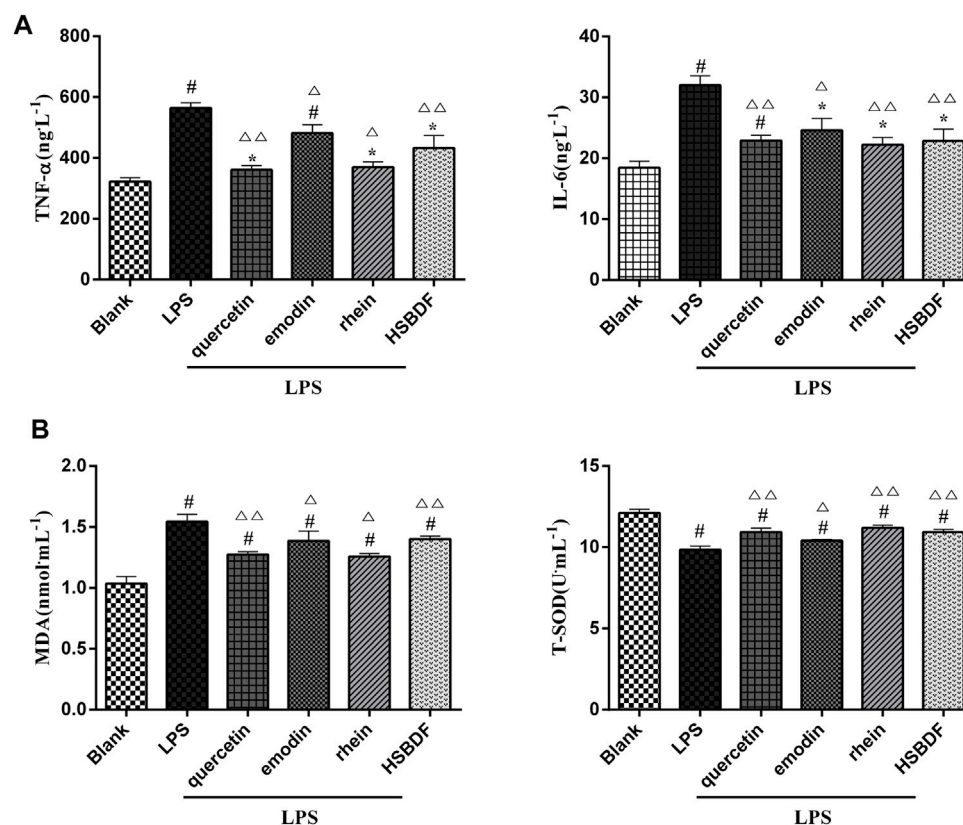 A
TNF-α(ng·L⁻¹)
800
600
400
200
0
#
△ △
*
△
#
△
*
△ △
*
Blank
LPS
quercetin
emodin
rhein
HSBDF
LPS
IL-6(ng·L⁻¹)
40
30
20
10
0
#
△ △
#
△
*
△ △
*
△ △
*
Blank
LPS
quercetin
emodin
rhein
HSBDF
LPS
B
MDA(nmol·mL⁻¹)
2.0
1.5
1.0
0.5
0.0
#
△ △
#
△
#
△
#
△ △
#
Blank
LPS
quercetin
emodin
rhein
HSBDF
LPS
T-SOD(U·mL⁻¹)
15
10
5
0
#
△ △
#
△
#
△ △
#
△ △
#
Blank
LPS
quercetin
emodin
rhein
HSBDF
LPS